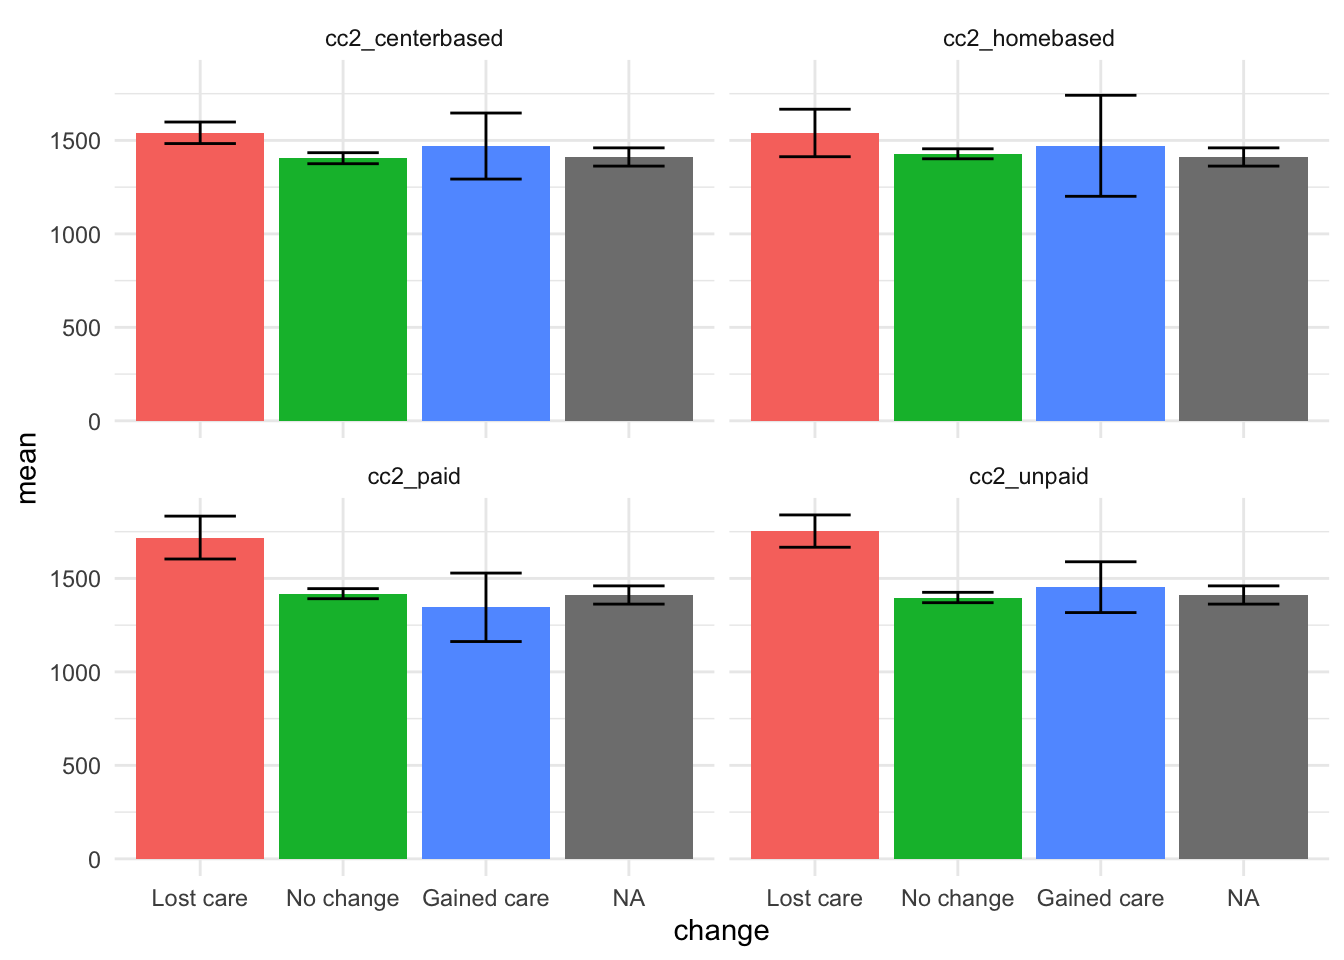 cc2_centerbased
cc2_homebased
1500
1000
500
0
cc2_paid
cc2_unpaid
1500
1000
500
0
mean
Lost care No change Gained care NA
Lost care No change Gained care NA
change